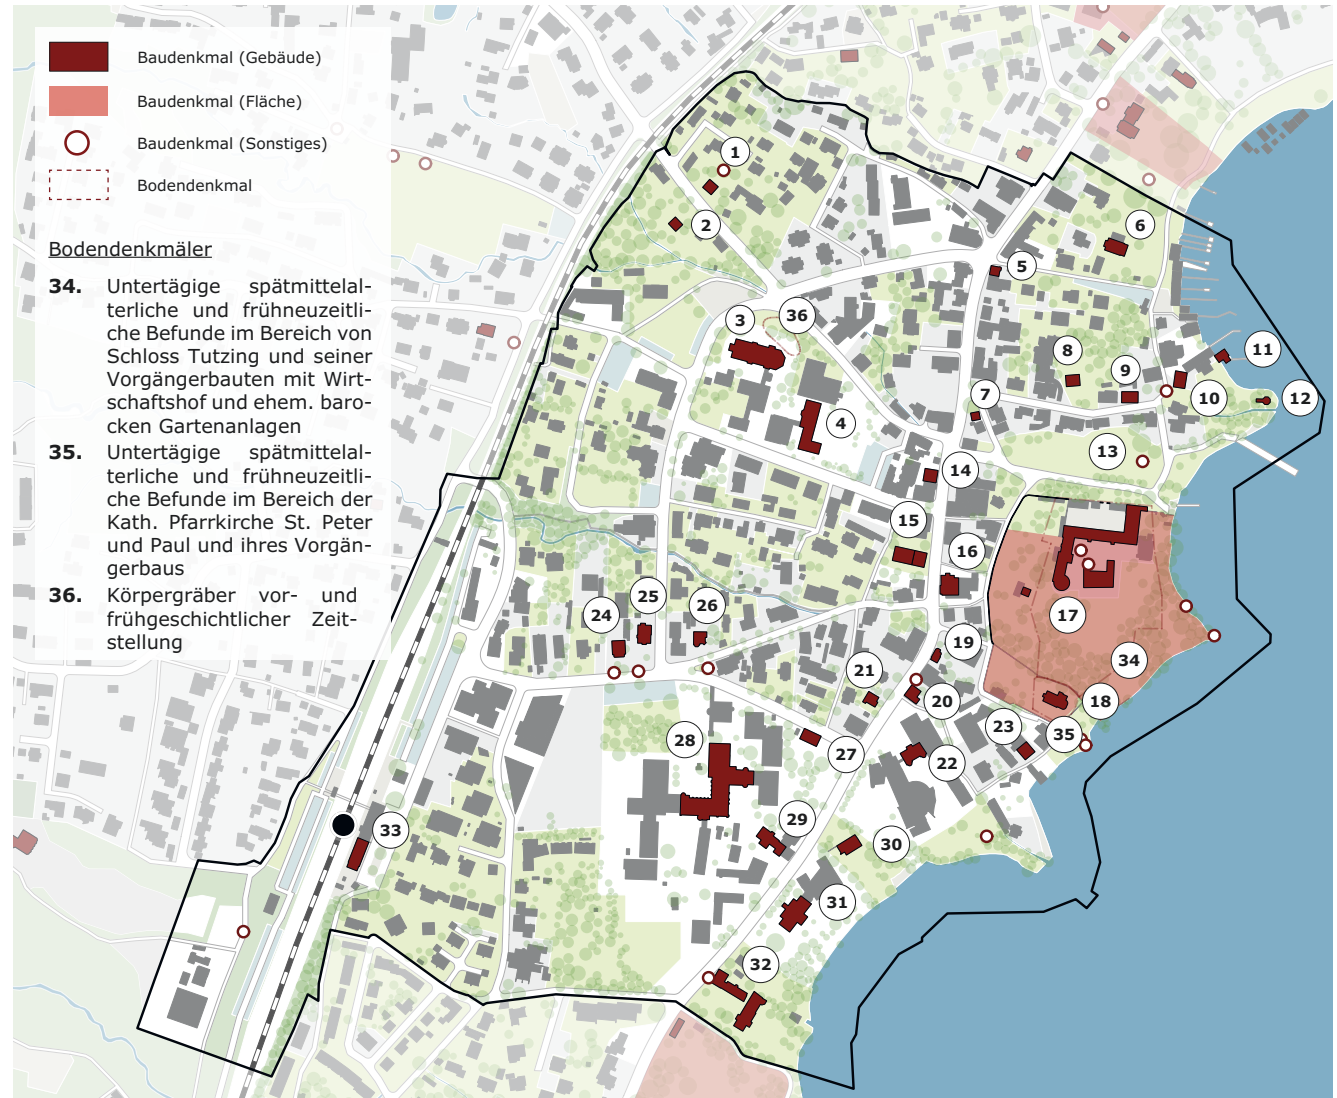 Baudenkmal (Gebäude)
Baudenkmal (Fläche)
Baudenkmal (Sonstiges)
Bodendenkmal
Bodendenkmäler
34. Untertägige spätmittelal-
terliche und frühneuzeitli-
che Befunde im Bereich von
Schloss Tutzing und seiner
Vorgängerbauten mit Wirt-
schaftshof und ehem. baro-
cken Gartenanlagen
35. Untertägige spätmittelal-
terliche und frühneuzeitli-
che Befunde im Bereich der
Kath. Pfarrkirche St. Peter
und Paul und ihres Vorgän-
gerbaus
36. Körpergräber vor- und
frühgeschichtlicher Zeit-
stellung
1
2
3
36
4
5
6
7
8
9
10
11
12
13
14
15
16
17
34
18
35
19
20
21
22
23
24
25
26
27
28
29
30
31
32
33